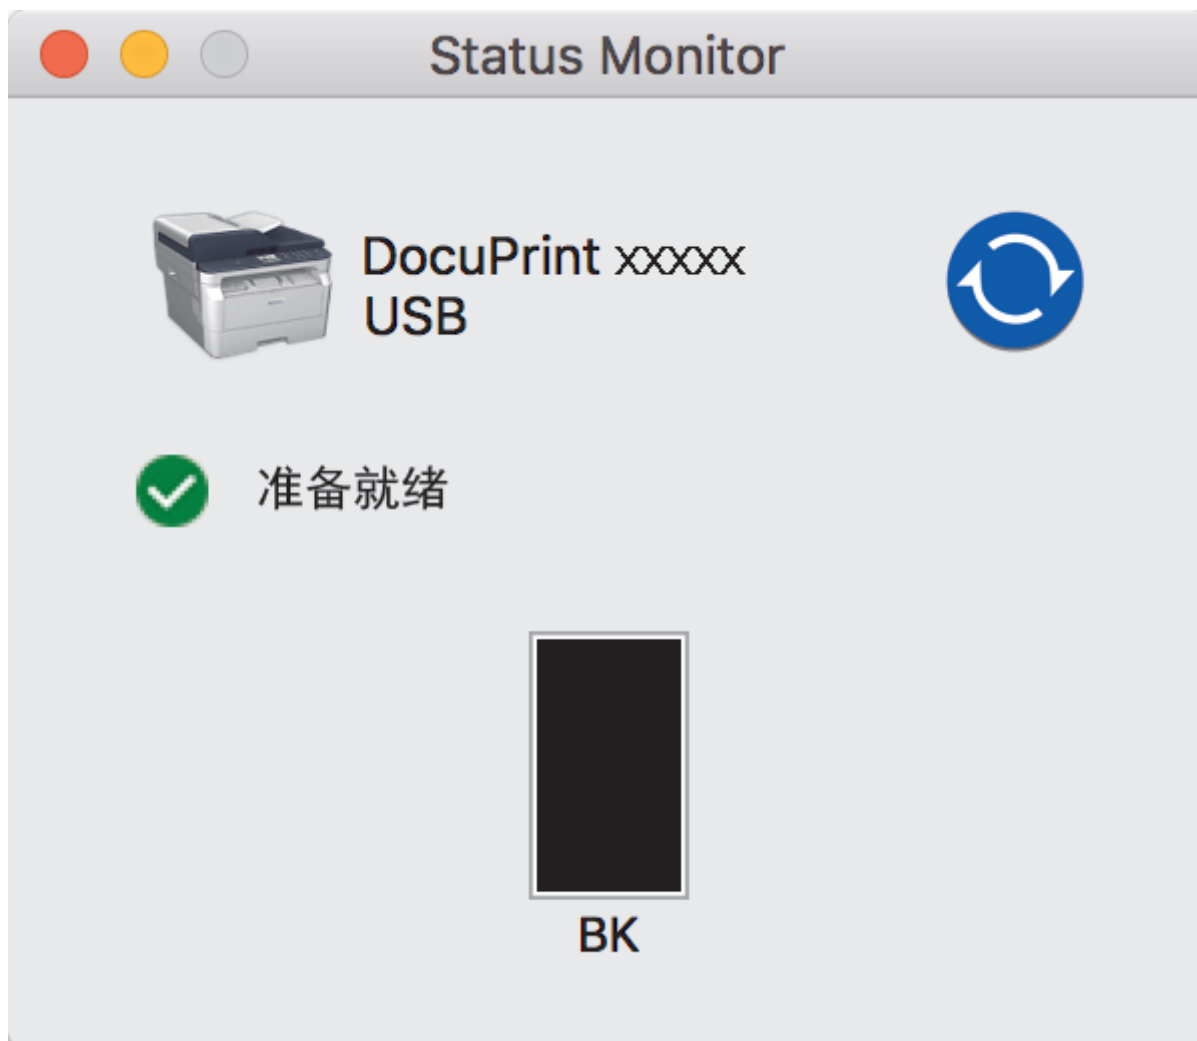 Status Monitor
DocuPrint xxxxx
USB
准备就绪
BK